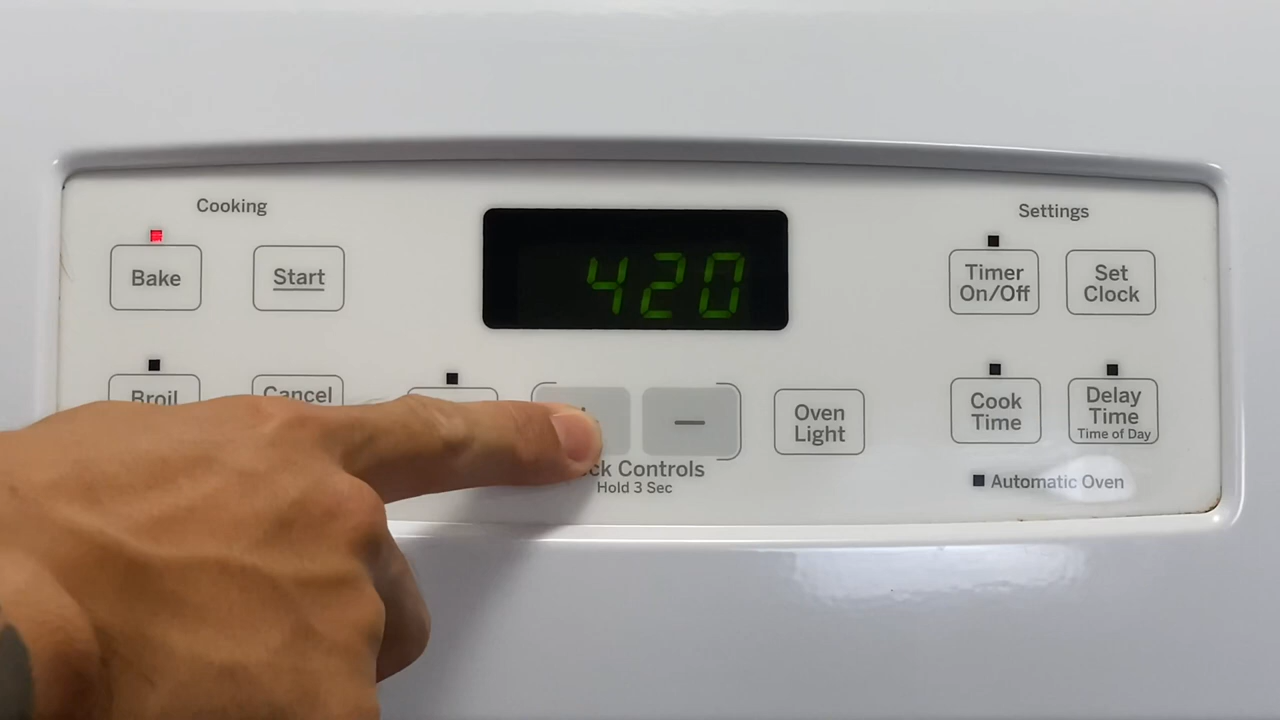 Cooking
Settings
Bake
Start
420
Timer
On/Off
Set
Clock
Broil
Cancel
Oven
Light
Cook
Time
Delay
Time
Time of Day
Controls
Hold 3 Sec
Automatic Oven